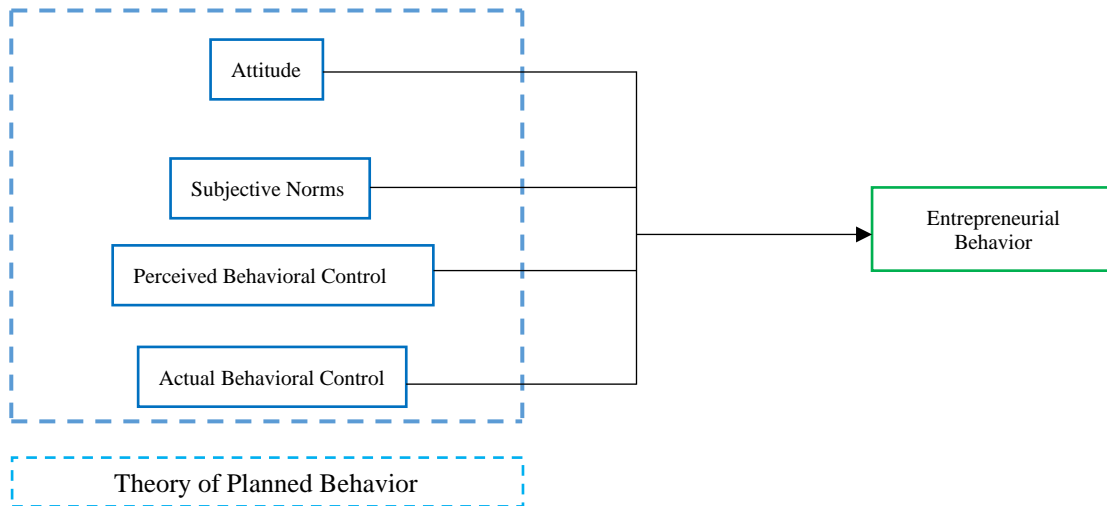 Attitude
Subjective Norms
Perceived Behavioral Control
Actual Behavioral Control
Entrepreneurial
Behavior
Theory of Planned Behavior